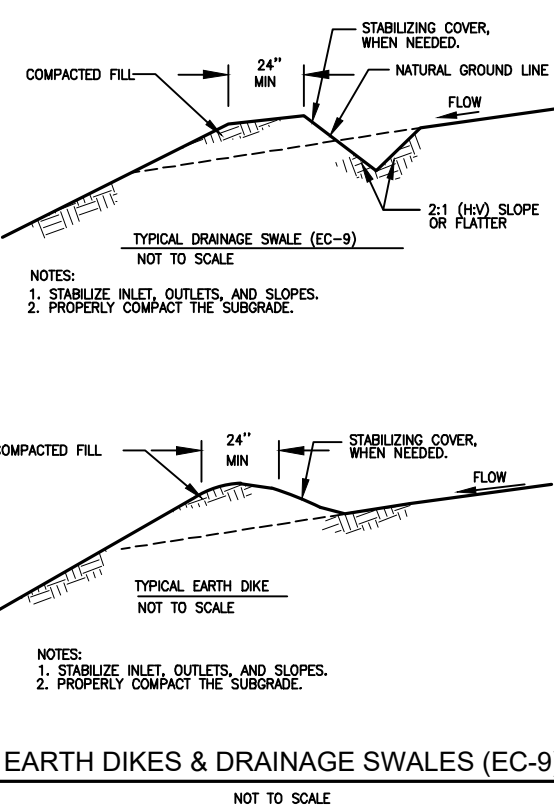 STABILIZING COVER,
WHEN NEEDED.
COMPACTED FILL
24"
MIN
NATURAL GROUND LINE
FLOW
2:1 (H:V) SLOPE
OR FLATTER
TYPICAL DRAINAGE SWALE (EC-9)
NOT TO SCALE
NOTES:
1. STABILIZE INLET, OUTLETS, AND SLOPES.
2. PROPERLY COMPACT THE SUBGRADE.
OMPACTED FILL
24"
MIN
STABILIZING COVER,
WHEN NEEDED.
FLOW
TYPICAL EARTH DIKE
NOT TO SCALE
NOTES:
1. STABILIZE INLET, OUTLETS, AND SLOPES.
2. PROPERLY COMPACT THE SUBGRADE.
EARTH DIKES & DRAINAGE SWALES (EC-9
NOT TO SCALE